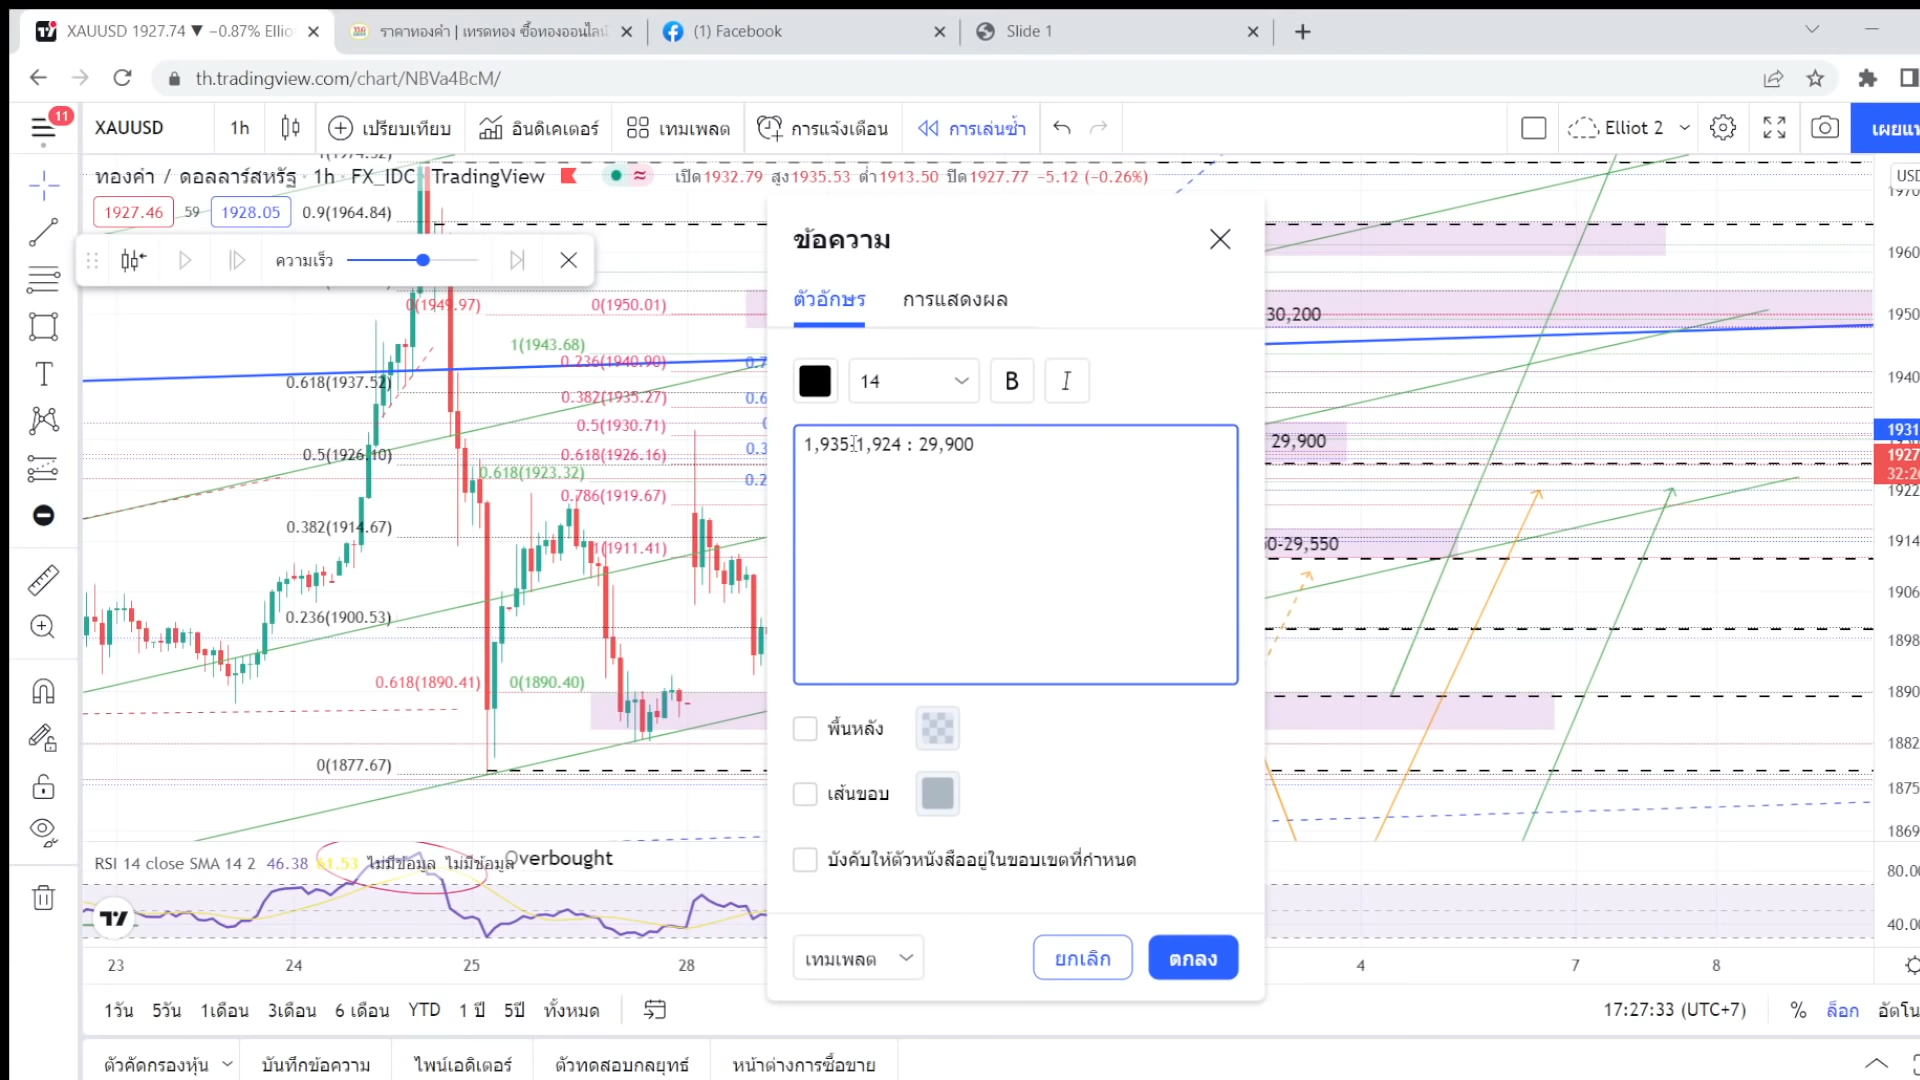 XAUUSD 1927.74 ▼ −0.87% Ellio
ราคาทองคำ | เทรดทอง ซื้อทองออนไลน์
(1) Facebook
Slide 1
th.tradingview.com/chart/NBVa4BcM/
11
XAUUSD
1h
เปรียบเทียบ
อินดิเคเตอร์
เทมเพลต
การแจ้งเตือน
การเล่นซ้ำ
Elliot 2
ทองคำ / ดอลลาร์สหรัฐ · 1h · FX_IDC · TradingView
เปิด1932.79 สูง1935.53 ต่ำ1913.50 ปิด1927.77 −5.12 (−0.26%)
1927.46 59 1928.05
0.9(1964.84)
ความเร็ว
0(1949.97)
0(1950.01)
1(1943.68)
0.236(1940.90)
0.618(1937.52)
0.382(1935.27)
0.5(1930.71)
0.5(1926.10)
0.618(1926.16)
0.618(1923.32)
0.786(1919.67)
0.382(1914.67)
1(1911.41)
0.236(1900.53)
0.618(1890.41)
0(1890.40)
0(1877.67)
ข้อความ
ตัวอักษร
การแสดงผล
14
B
I
1,935-1,924 : 29,900
พื้นหลัง
เส้นขอบ
บังคับให้ตัวหนังสืออยู่ในขอบเขตที่กำหนด
เทมเพลต
ยกเลิก
ตกลง
30,200
29,900
0-29,550
USD
1970
1960
1950
1940
1931
1927
32:2
1922
1914
1906
1898
1890
1882
1875
1869
RSI 14 close SMA 14 2 46.38 61.53 ไม่มีข้อมูล ไม่มีข้อมูล
Overbought
80.00
40.00
23
24
25
28
4
7
8
1วัน
5วัน
1เดือน
3เดือน
6 เดือน
YTD
1 ปี
5ปี
ทั้งหมด
17:27:33 (UTC+7)
%
ล็อก
อัตโน
ตัวคัดกรองหุ้น
บันทึกข้อความ
ไพน์เอดิเตอร์
ตัวทดสอบกลยุทธ์
หน้าต่างการซื้อขาย